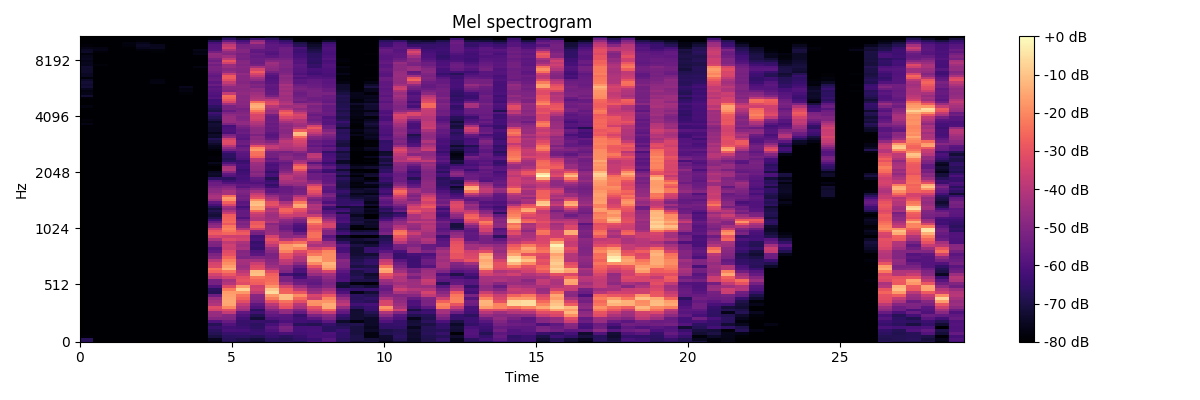 Mel spectrogram
Hz
8192
4096
2048
1024
512
0
0 5 10 15 20 25
Time
+0 dB
-10 dB
-20 dB
-30 dB
-40 dB
-50 dB
-60 dB
-70 dB
-80 dB